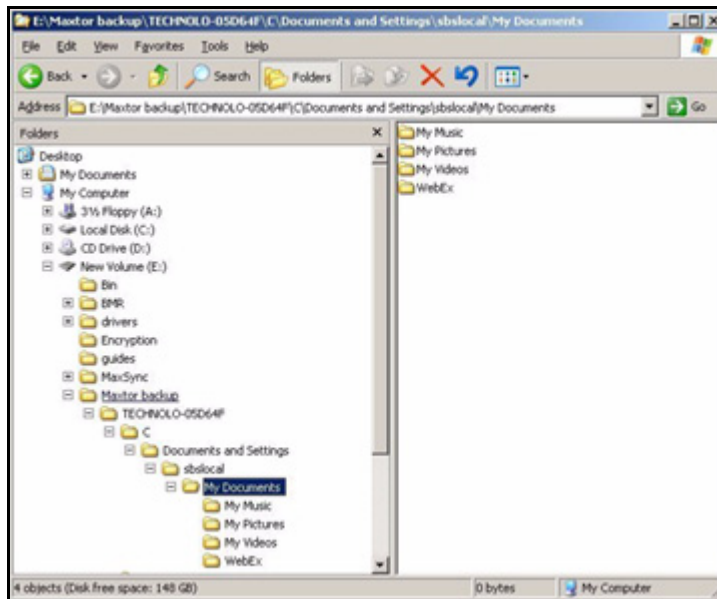 E:\Maxtor backup\TECHNOLO-05D64F\C\Documents and Settings\sbslocal\My Documents
File Edit View Favorites Tools Help
Back Search Folders
Address E:\Maxtor backup\TECHNOLO-05D64F\C\Documents and Settings\sbslocal\My Documents Go
Folders
Desktop
My Documents
My Computer
3½ Floppy (A:)
Local Disk (C:)
CD Drive (D:)
New Volume (E:)
Bin
BMR
drivers
Encryption
guides
MaxSync
Maxtor backup
TECHNOLO-05D64F
C
Documents and Settings
sbslocal
My Documents
My Music
My Pictures
My Videos
WebEx
My Music
My Pictures
My Videos
WebEx
4 objects (Disk free space: 148 GB) 0 bytes My Computer